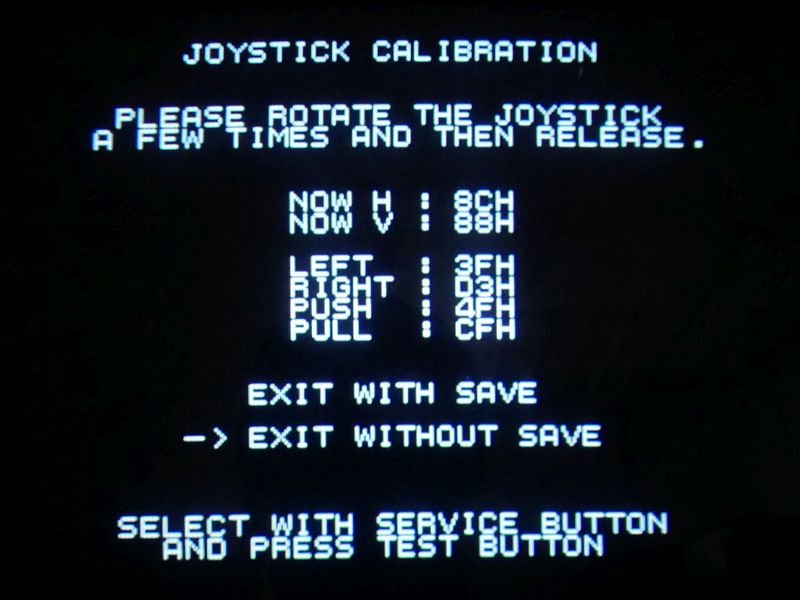 JOYSTICK CALIBRATION
PLEASE ROTATE THE JOYSTICK
A FEW TIMES AND THEN RELEASE.
NOW H : 8CH
NOW V : 88H
LEFT : 3FH
RIGHT : D3H
PUSH : 4FH
PULL : CFH
EXIT WITH SAVE
-> EXIT WITHOUT SAVE
SELECT WITH SERVICE BUTTON
AND PRESS TEST BUTTON